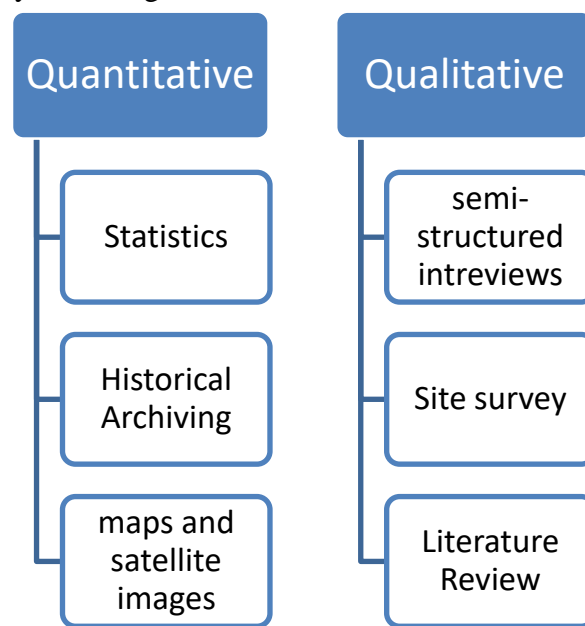 Quantitative
Statistics
Historical
Archiving
maps and
satellite
images
Qualitative
semi-
structured
intreviews
Site survey
Literature
Review